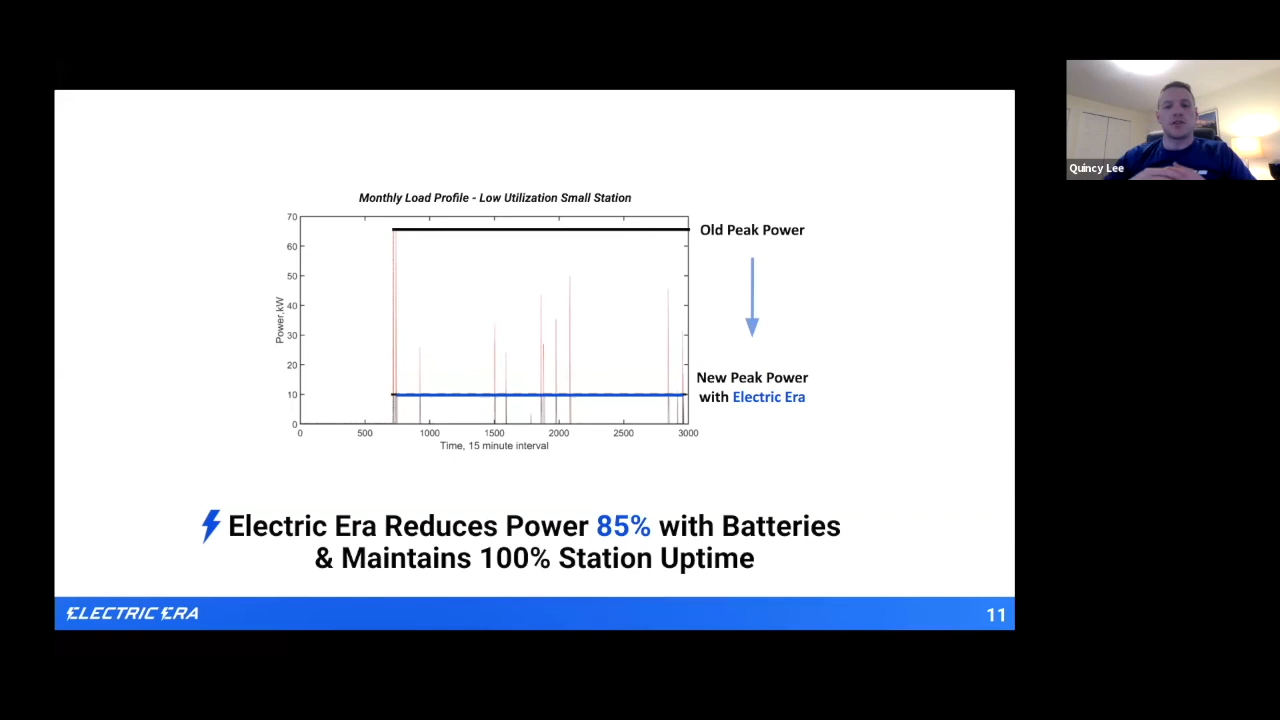 Monthly Load Profile - Low Utilization Small Station
70
60
50
40
30
20
10
0
Power,kW
0 500 1000 1500 2000 2500 3000
Time, 15 minute interval
Old Peak Power
New Peak Power
with Electric Era
Electric Era Reduces Power 85% with Batteries
& Maintains 100% Station Uptime
ELECTRIC ERA
11
Quincy Lee